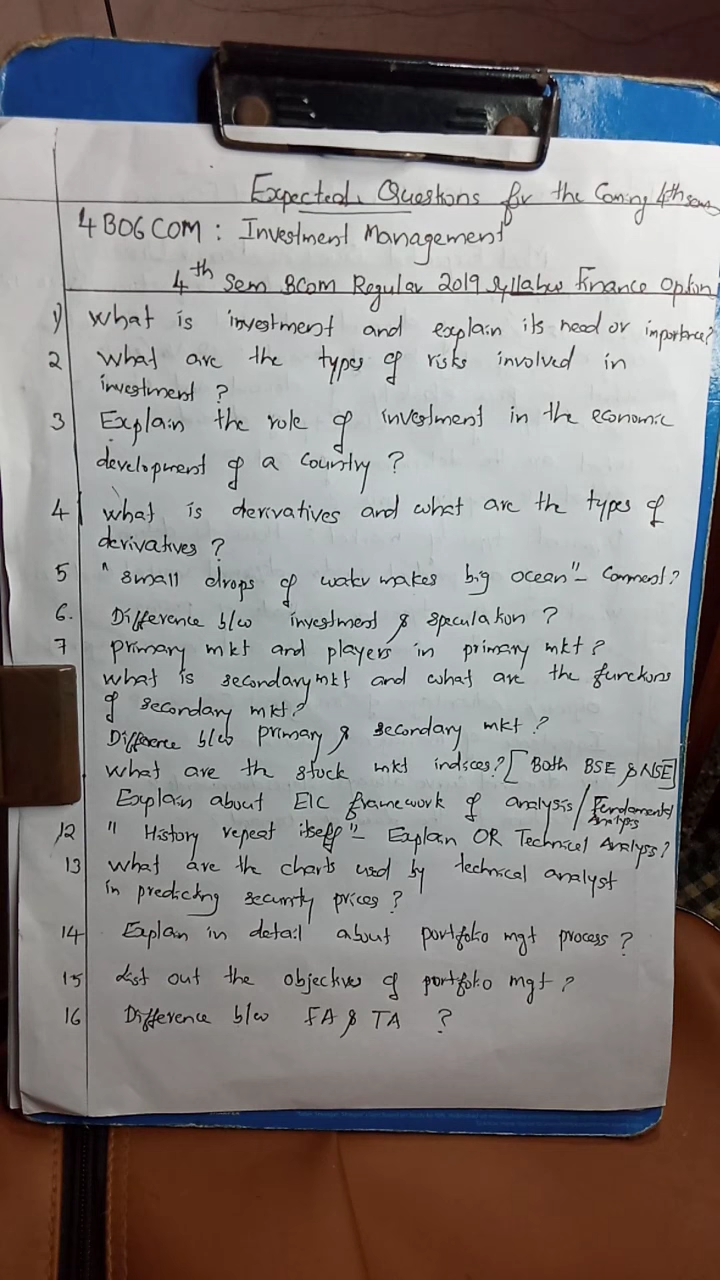 Expected Questions for the Coming 4th sem
4 BO6 COM : Investment Management
4th Sem BCom Regular 2019 Syllabus Finance Option
1) What is investment and explain its need or importance?
2 What are the types of risks involved in
investment ?
3 Explain the role of investment in the economic
development of a country ?
4 what is derivatives and what are the types of
derivatives ?
5 "small drops of water makes big ocean" - Comment?
6. Difference b/w investment & speculation ?
7 primary mkt and players in primary mkt ?
what is secondary mkt and what are the functions
of secondary mkt?
Difference b/w primary & secondary mkt ?
What are the stock mkt indices? [Both BSE & NSE]
Explain about EIC framework of analysis / Fundamental
Analysis
12 "History repeat itself" - Explain OR Technical Analysis?
13 What are the charts used by technical analyst
in predicting security prices ?
14 Explain in detail about portfolio mgt process ?
15 List out the objectives of portfolio mgt ?
16 Difference b/w FA & TA ?